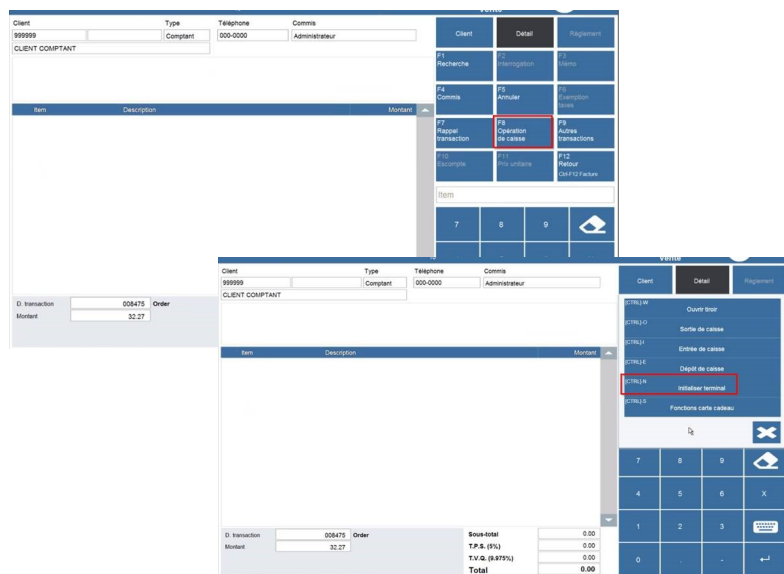 Vente
Client Type Téléphone Commis
999999 Comptant 000-0000 Administrateur
CLIENT COMPTANT
Client Détail Règlement
F1 Recherche
F2 Interrogation
F3 Mémo
F4 Commis
F5 Annuler
F6 Exemption taxes
Item Description Montant
F7 Rappel transaction
F8 Opération de caisse
F9 Autres transactions
F10 Escompte
F11 Prix unitaire
F12 Retour
Ctrl-F12 Facture
Item
7 8 9
D. transaction 008475 Order
Montant 32.27
Vente
Client Type Téléphone Commis
999999 Comptant 000-0000 Administrateur
CLIENT COMPTANT
Client Détail Règlement
(CTRL)-W
Ouvrir tiroir
(CTRL)-O
Sortie de caisse
(CTRL)-I
Entrée de caisse
(CTRL)-E
Dépôt de caisse
(CTRL)-N
Initialiser terminal
(CTRL)-S
Fonctions carte cadeau
Item Description Montant
7 8 9
4 5 6 X
1 2 3
0 . -
D. transaction 008475 Order
Montant 32.27
Sous-total 0.00
T.P.S. (5%) 0.00
T.V.Q. (9.975%) 0.00
Total 0.00